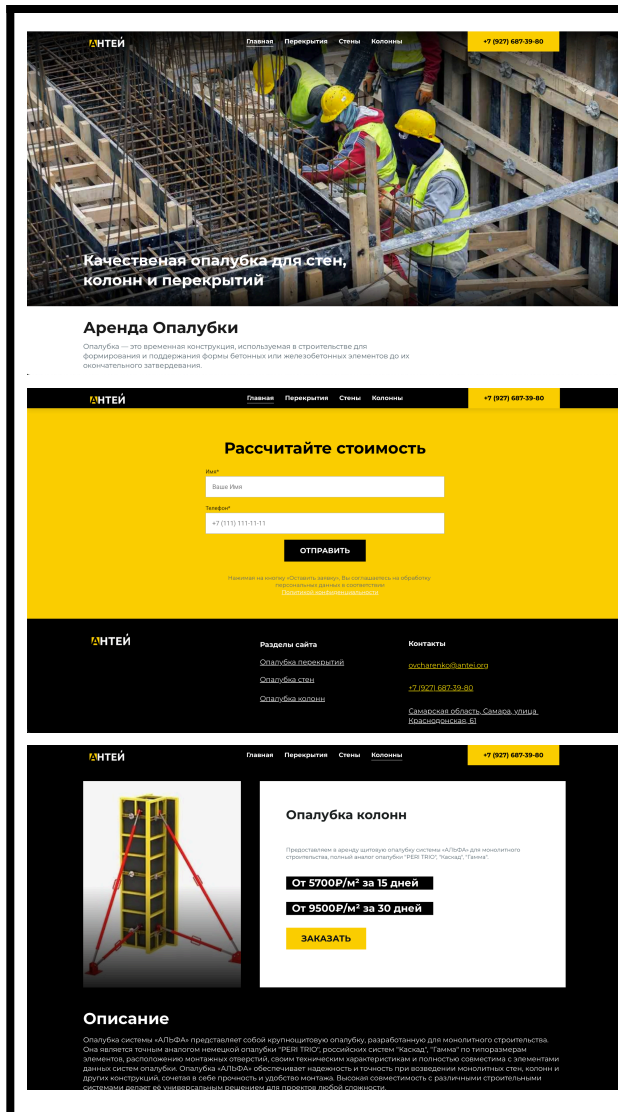 АНТЕЙ
Главная Перекрытия Стены Колонны
+7 (927) 687-39-80
Качественая опалубка для стен,
колонн и перекрытий
Аренда Опалубки
Опалубка — это временная конструкция, используемая в строительстве для
формирования и поддержания формы бетонных или железобетонных элементов до их
окончательного затвердевания.
АНТЕЙ
Главная Перекрытия Стены Колонны
+7 (927) 687-39-80
Рассчитайте стоимость
Имя*
Ваше Имя
Телефон*
+7 (111) 111-11-11
ОТПРАВИТЬ
Нажимая на кнопку «Оставить заявку», Вы соглашаетесь на обработку
персональных данных в соответствии
Политикой конфиденциальности
АНТЕЙ
Разделы сайта
Опалубка перекрытий
Опалубка стен
Опалубка колонн
Контакты
ovcharenko@antei.org
+7 (927) 687-39-80
Самарская область, Самара, улица
Краснодонская, 61
АНТЕЙ
Главная Перекрытия Стены Колонны
+7 (927) 687-39-80
Опалубка колонн
Предоставляем в аренду щитовую опалубку системы «АЛЬФА» для монолитного
строительства, полный аналог опалубки "PERI TRIO", "Каскад", "Гамма".
От 5700₽/м² за 15 дней
От 9500₽/м² за 30 дней
ЗАКАЗАТЬ
Описание
Опалубка системы «АЛЬФА» представляет собой крупнощитовую опалубку, разработанную для монолитного строительства.
Она является точным аналогом немецкой опалубки "PERI TRIO", российских систем "Каскад", "Гамма" по типоразмерам
элементов, расположению монтажных отверстий, своим техническим характеристикам и полностью совместима с элементами
данных систем опалубки. Опалубка «АЛЬФА» обеспечивает надежность и точность при возведении монолитных стен, колонн и
других конструкций, сочетая в себе прочность и удобство монтажа. Высокая совместимость с различными строительными
системами делает её универсальным решением для проектов любой сложности.